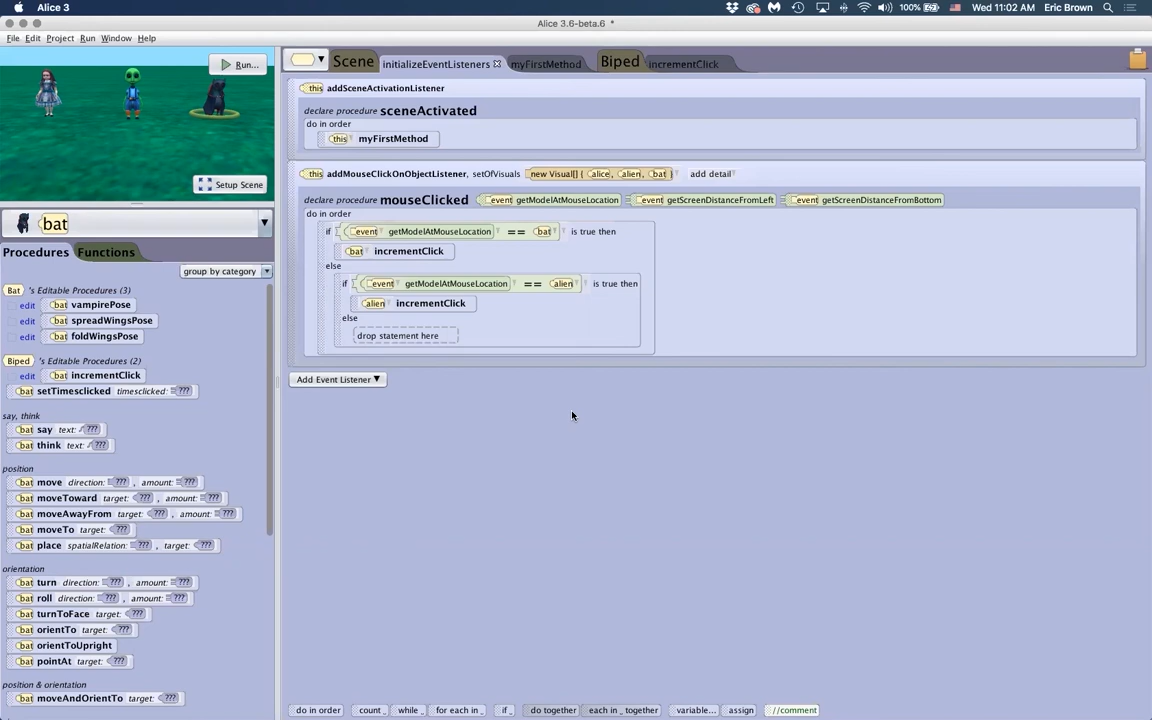 Alice 3 100% Wed 11:02 AM Eric Brown
Alice 3.6-beta.6 *
File Edit Project Run Window Help
Run...
Setup Scene
bat
Procedures Functions
group by category
Bat 's Editable Procedures (3)
edit bat vampirePose
edit bat spreadWingsPose
edit bat foldWingsPose
Biped 's Editable Procedures (2)
edit bat incrementClick
bat setTimesclicked timesclicked: ???
say, think
bat say text: ???
bat think text: ???
position
bat move direction: ??? , amount: ???
bat moveToward target: ??? , amount: ???
bat moveAwayFrom target: ??? , amount: ???
bat moveTo target: ???
bat place spatialRelation: ??? , target: ???
orientation
bat turn direction: ??? , amount: ???
bat roll direction: ??? , amount: ???
bat turnToFace target: ???
bat orientTo target: ???
bat orientToUpright
bat pointAt target: ???
position & orientation
bat moveAndOrientTo target: ???
Scene initializeEventListeners myFirstMethod Biped incrementClick
this addSceneActivationListener
declare procedure sceneActivated
do in order
this myFirstMethod
this addMouseClickOnObjectListener, setOfVisuals new Visual[] { alice, alien, bat } add detail
declare procedure mouseClicked event getModelAtMouseLocation event getScreenDistanceFromLeft event getScreenDistanceFromBottom
do in order
if event getModelAtMouseLocation == bat is true then
bat incrementClick
else
if event getModelAtMouseLocation == alien is true then
alien incrementClick
else
drop statement here
Add Event Listener
do in order count _ while _ for each in _ if _ do together each in _ together variable... assign //comment